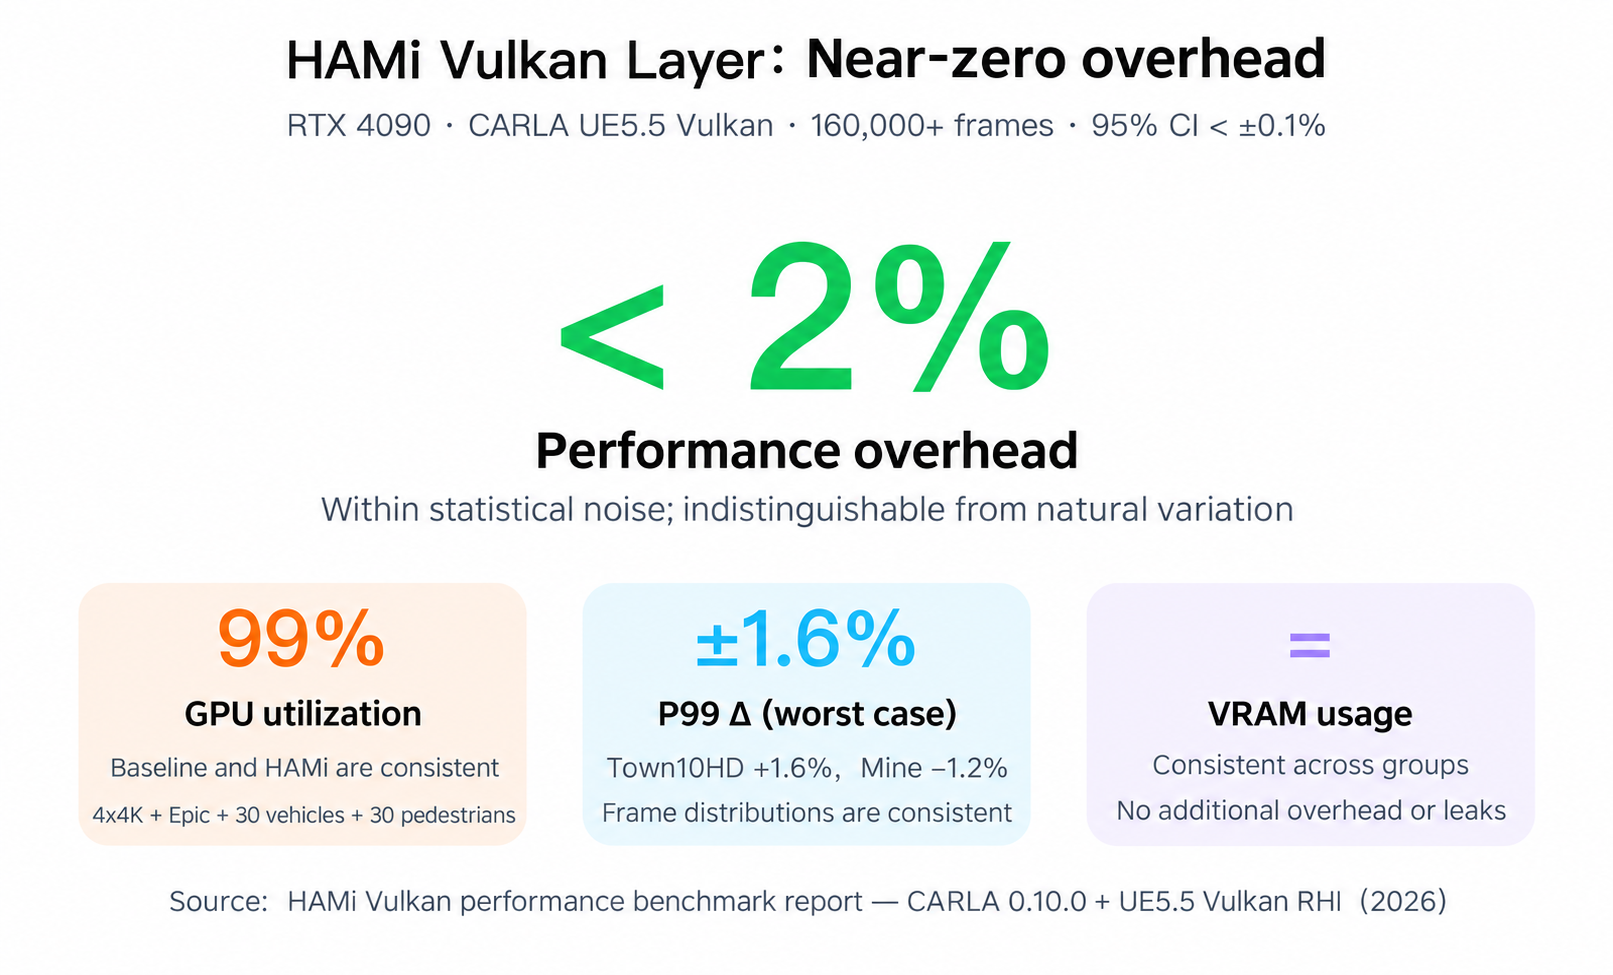 HAMi Vulkan Layer: Near-zero overhead
RTX 4090 · CARLA UE5.5 Vulkan · 160,000+ frames · 95% CI < ±0.1%
< 2%
Performance overhead
Within statistical noise; indistinguishable from natural variation
99%
GPU utilization
Baseline and HAMi are consistent
4x4K + Epic + 30 vehicles + 30 pedestrians
±1.6%
P99 Δ (worst case)
Town10HD +1.6%, Mine −1.2%
Frame distributions are consistent
=
VRAM usage
Consistent across groups
No additional overhead or leaks
Source: HAMi Vulkan performance benchmark report — CARLA 0.10.0 + UE5.5 Vulkan RHI (2026)